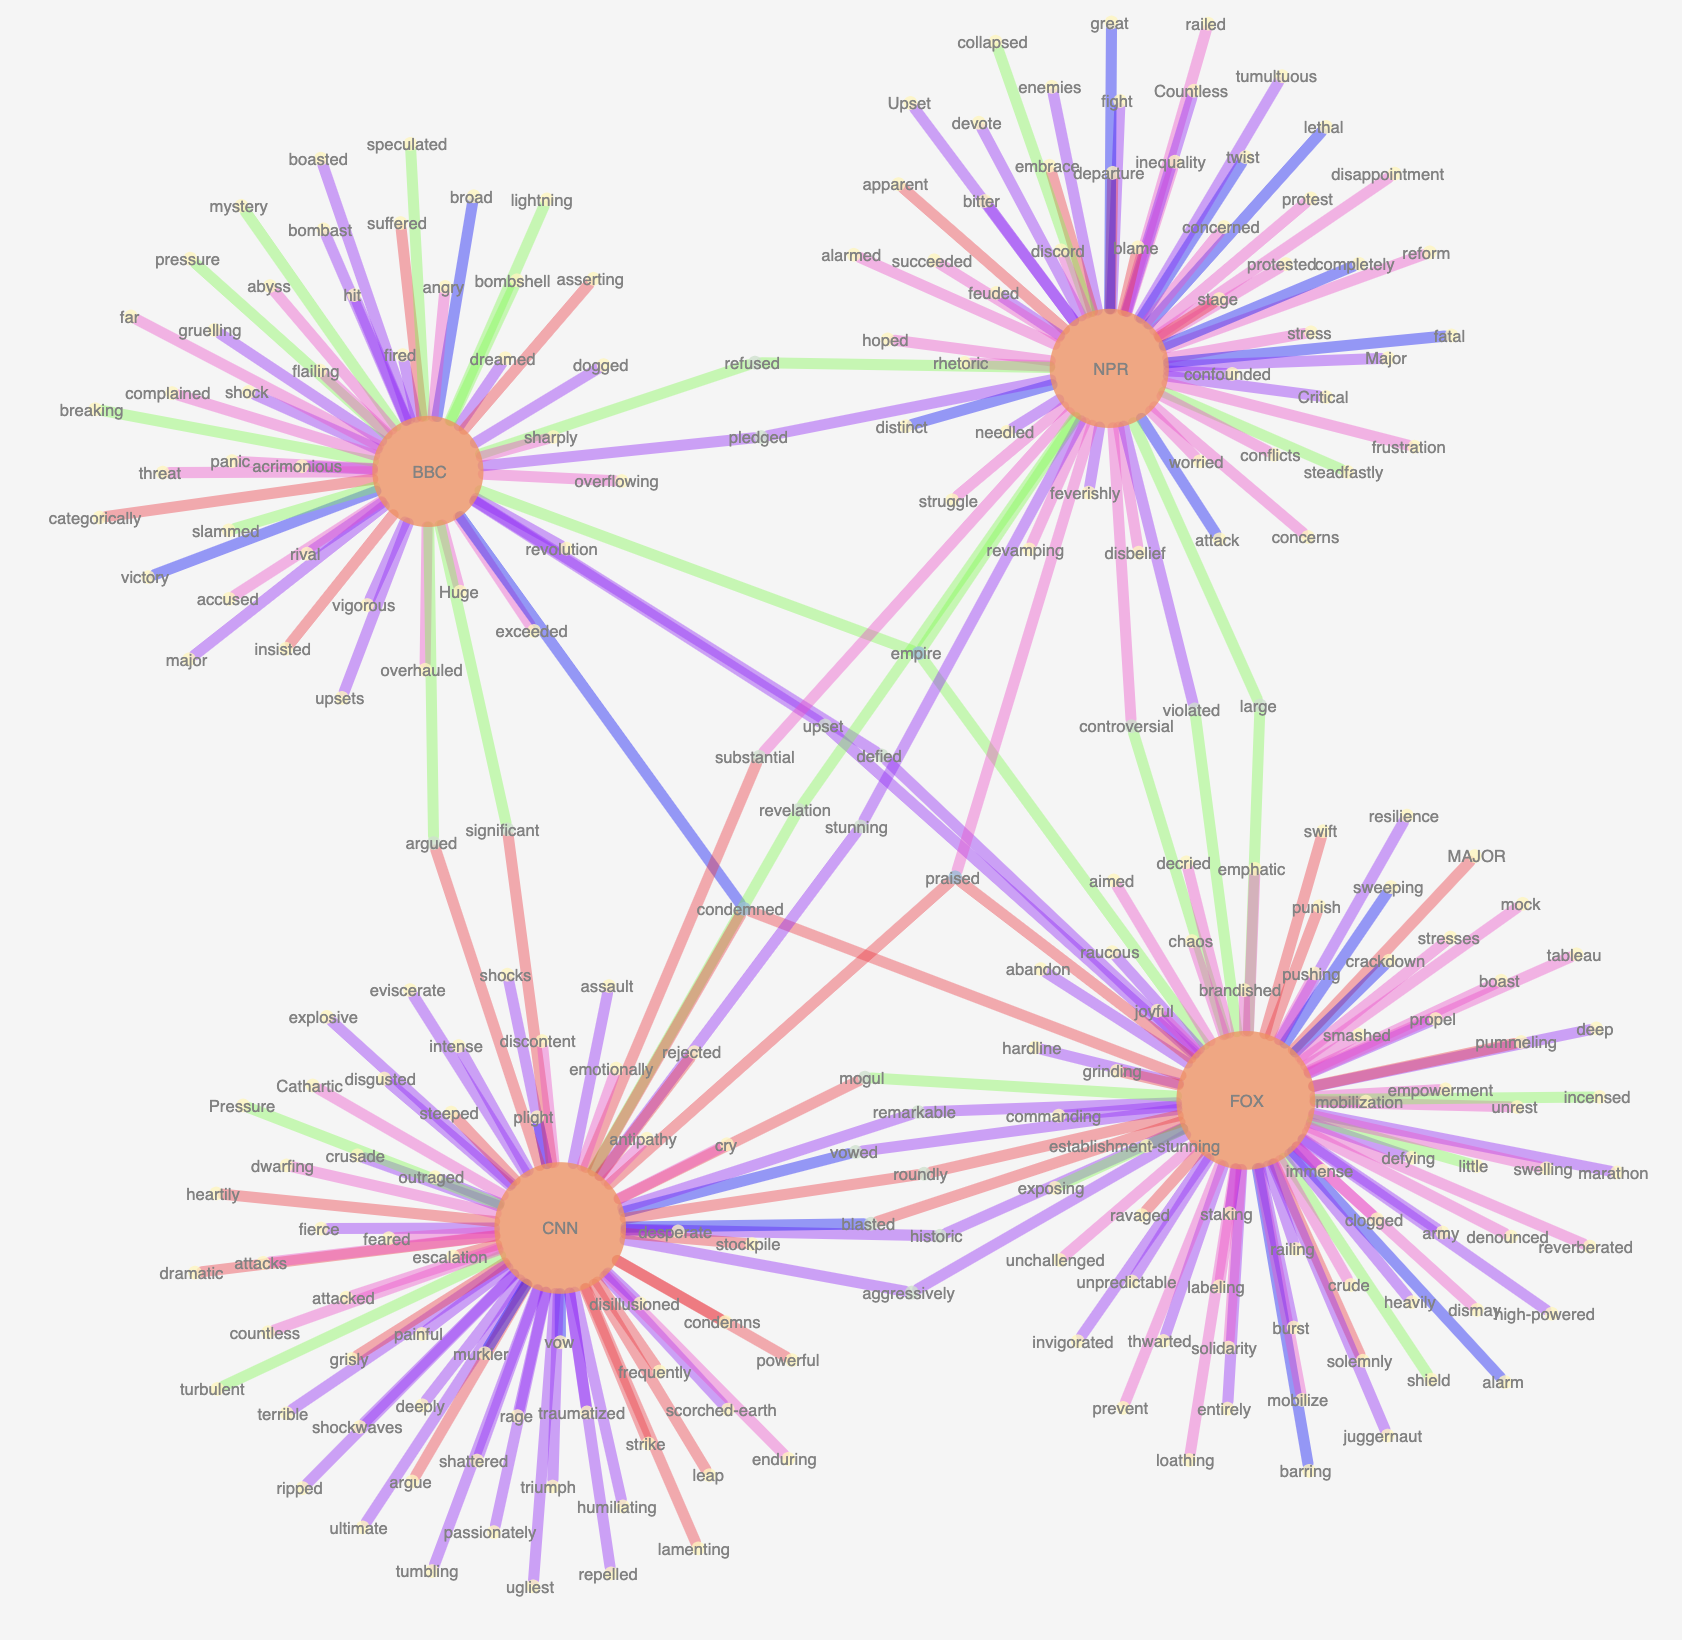 great
railed
collapsed
tumultuous
enemies
Countless
fight
Upset
devote
lethal
speculated
boasted
twist
inequality
embrace
departure
disappointment
apparent
broad
lightning
bitter
protest
mystery
suffered
bombast
concerned
blame
discord
reform
alarmed
succeeded
protested
completely
pressure
bombshell
asserting
abyss
angry
hit
feuded
stage
far
gruelling
stress
fatal
hoped
fired
dreamed
Major
refused
rhetoric
dogged
NPR
flailing
confounded
complained
shock
Critical
breaking
distinct
needled
sharply
pledged
frustration
conflicts
panic
acrimonious
worried
steadfastly
threat
BBC
overflowing
feverishly
struggle
categorically
slammed
attack
concerns
revolution
revamping
disbelief
rival
victory
Huge
accused
vigorous
exceeded
insisted
empire
major
overhauled
upsets
violated
large
upset
controversial
substantial
defied
revelation
resilience
stunning
significant
swift
argued
MAJOR
decried
emphatic
praised
aimed
sweeping
condemned
punish
mock
chaos
stresses
raucous
tableau
crackdown
abandon
shocks
pushing
boast
eviscerate
assault
brandished
joyful
explosive
propel
deep
smashed
discontent
pummeling
intense
hardline
rejected
emotionally
grinding
disgusted
mogul
Cathartic
empowerment
incensed
FOX
mobilization
unrest
Pressure
steeped
plight
remarkable
commanding
antipathy
cry
establishment-stunning
vowed
crusade
defying
dwarfing
little
swelling
marathon
outraged
roundly
immense
exposing
heartily
ravaged
staking
clogged
fierce
CNN
blasted
desperate
army
feared
historic
denounced
stockpile
railing
reverberated
escalation
attacks
unchallenged
dramatic
unpredictable
labeling
crude
attacked
aggressively
disillusioned
heavily
dismay
high-powered
condemns
countless
painful
burst
vow
invigorated
thwarted
solidarity
murkier
grisly
powerful
solemnly
frequently
shield
alarm
turbulent
mobilize
deeply
prevent
entirely
scorched-earth
terrible
rage
traumatized
shockwaves
juggernaut
strike
enduring
shattered
loathing
barring
leap
argue
ripped
triumph
humiliating
ultimate
passionately
lamenting
tumbling
repelled
ugliest